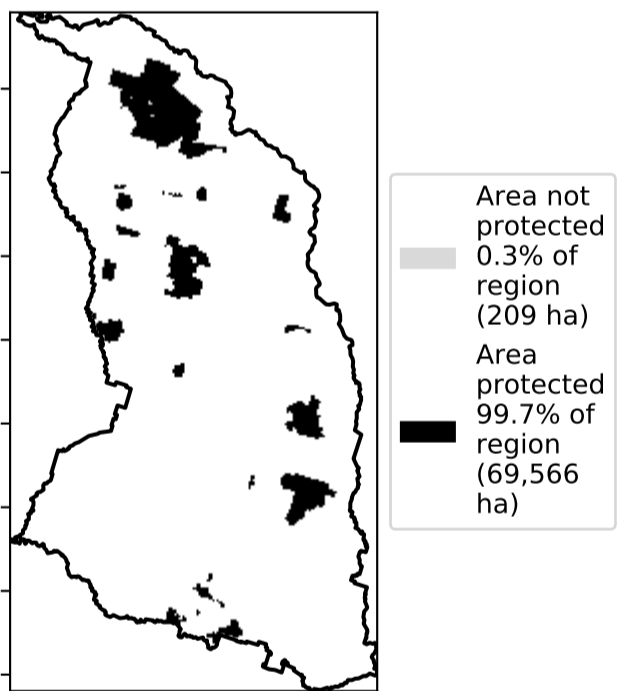 Area not
protected
0.3% of
region
(209 ha)
Area
protected
99.7% of
region
(69,566
ha)